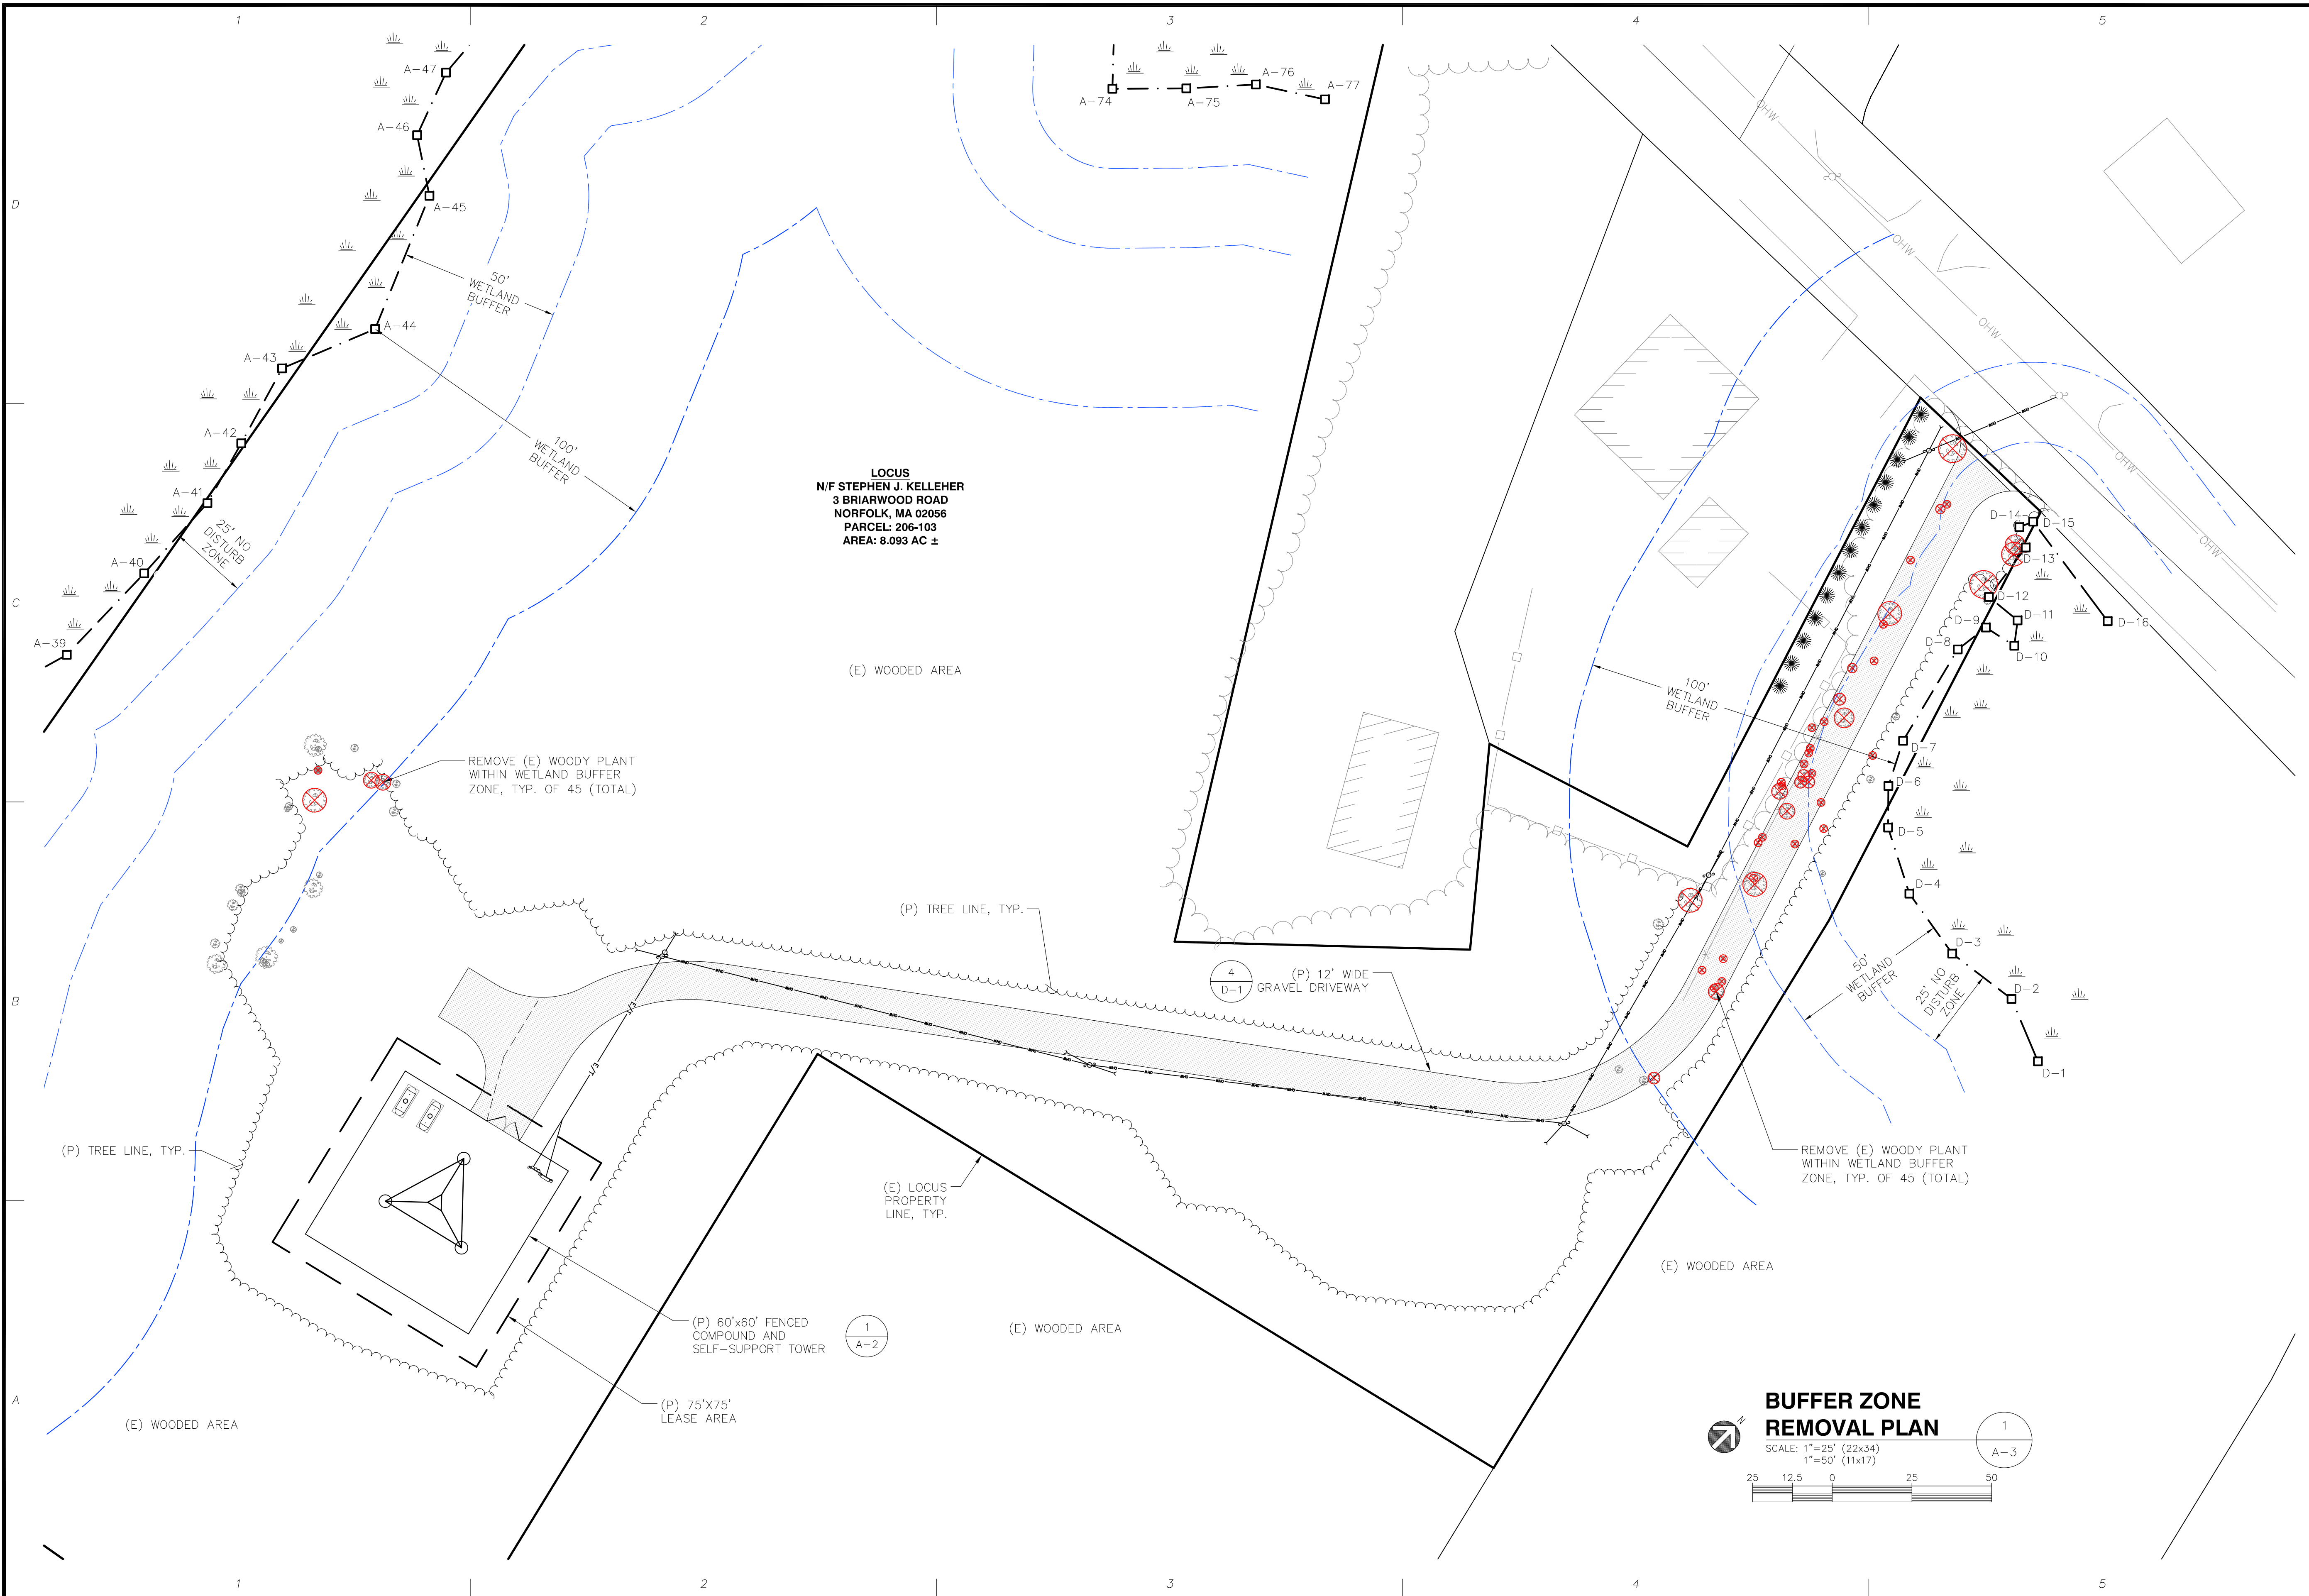 1
2
3
4
5
D
C
B
A
A-47
A-46
A-45
A-44
A-43
A-42
A-41
A-40
A-39
A-74
A-75
A-76
A-77
50'
WETLAND
BUFFER
100'
WETLAND
BUFFER
25' NO
DISTURB
ZONE
LOCUS
N/F STEPHEN J. KELLEHER
3 BRIARWOOD ROAD
NORFOLK, MA 02056
PARCEL: 206-103
AREA: 8.093 AC ±
(E) WOODED AREA
REMOVE (E) WOODY PLANT
WITHIN WETLAND BUFFER
ZONE, TYP. OF 45 (TOTAL)
OHW
OHW
OHW
OHW
OHW
D-14
D-15
D-13
D-12
D-11
D-9
D-10
D-8
D-16
D-7
D-6
D-5
D-4
D-3
D-2
D-1
100'
WETLAND
BUFFER
50'
WETLAND
BUFFER
25' NO
DISTURB
ZONE
(P) TREE LINE, TYP.
4
D-1
(P) 12' WIDE
GRAVEL DRIVEWAY
E/T
E/T
(P) TREE LINE, TYP.
(E) LOCUS
PROPERTY
LINE, TYP.
REMOVE (E) WOODY PLANT
WITHIN WETLAND BUFFER
ZONE, TYP. OF 45 (TOTAL)
(E) WOODED AREA
(P) 60'x60' FENCED
COMPOUND AND
SELF-SUPPORT TOWER
1
A-2
(E) WOODED AREA
(P) 75'X75'
LEASE AREA
(E) WOODED AREA
N
BUFFER ZONE
REMOVAL PLAN
1
A-3
SCALE: 1"=25' (22x34)
1"=50' (11x17)
25 12.5 0 25 50
1
2
3
4
5